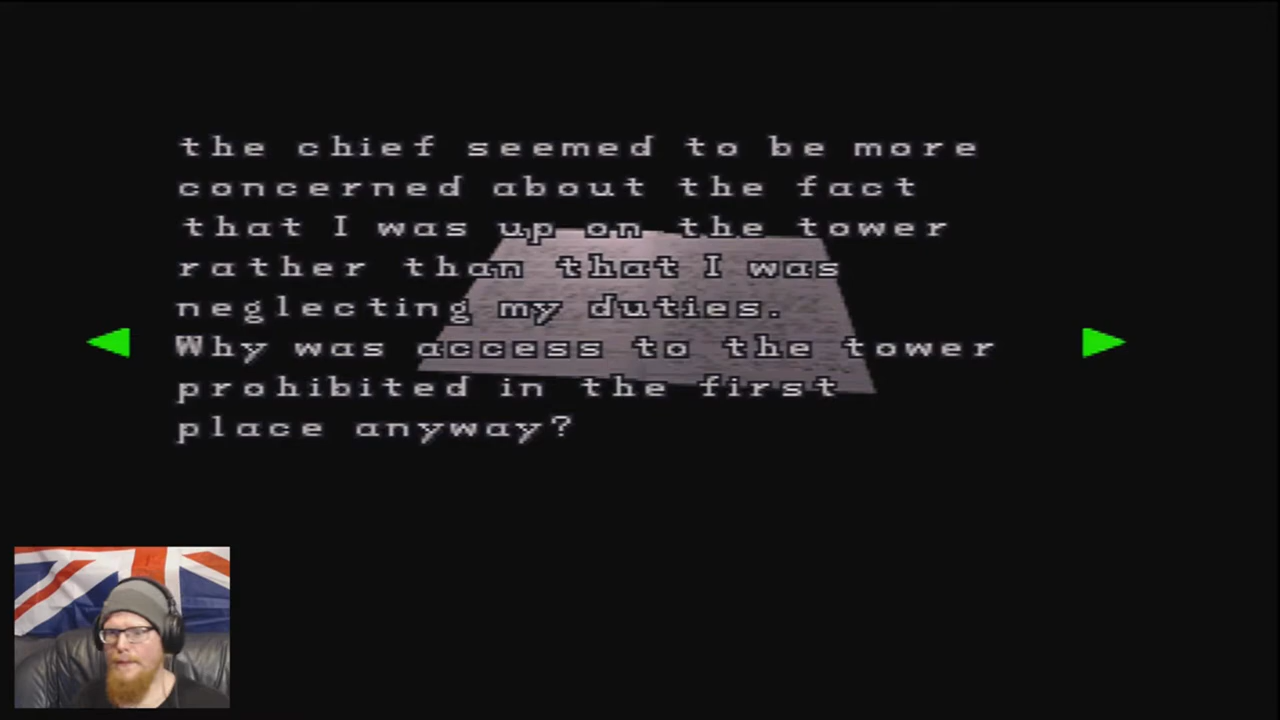 the chief seemed to be more
concerned about the fact
that I was up on the tower
rather than that I was
neglecting my duties.
Why was access to the tower
prohibited in the first
place anyway?